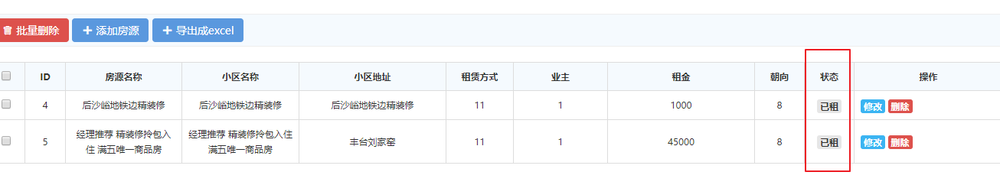 批量删除 添加房源 导出成excel
ID 房源名称 小区名称 小区地址 租赁方式 业主 租金 朝向 状态 操作
4 后沙峪地铁边精装修 后沙峪地铁边精装修 后沙峪地铁边精装修 11 1 1000 8 已租 修改 删除
经理推荐 精装修拎包入 经理推荐 精装修拎包入住
5 住 满五唯一商品房 满五唯一商品房 丰台刘家窑 11 1 45000 8 已租 修改 删除